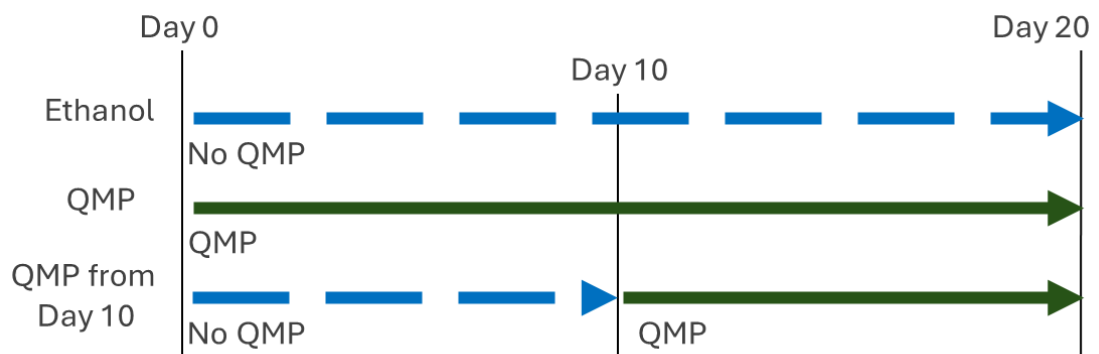 Day 0
Day 20
Day 10
Ethanol
No QMP
QMP
QMP
QMP from
Day 10
No QMP
QMP